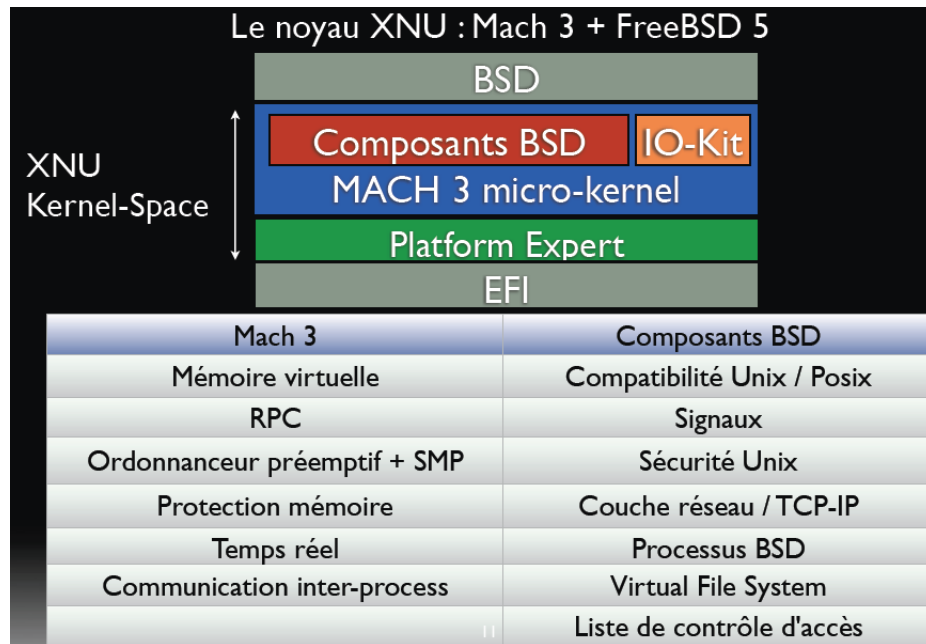 Le noyau XNU : Mach 3 + FreeBSD 5
BSD
XNU
Kernel-Space
Composants BSD
IO-Kit
MACH 3 micro-kernel
Platform Expert
EFI
Mach 3
Composants BSD
Mémoire virtuelle
Compatibilité Unix / Posix
RPC
Signaux
Ordonnanceur préemptif + SMP
Sécurité Unix
Protection mémoire
Couche réseau / TCP-IP
Temps réel
Processus BSD
Communication inter-process
Virtual File System
11
Liste de contrôle d'accès